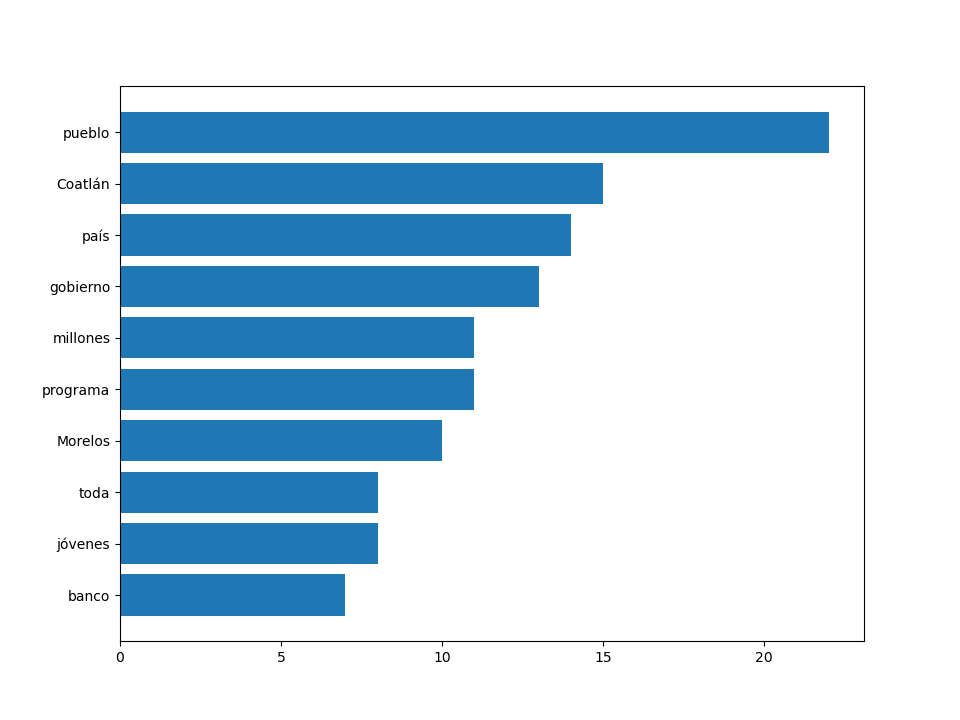 pueblo
Coatlán
país
gobierno
millones
programa
Morelos
toda
jóvenes
banco
0 5 10 15 20